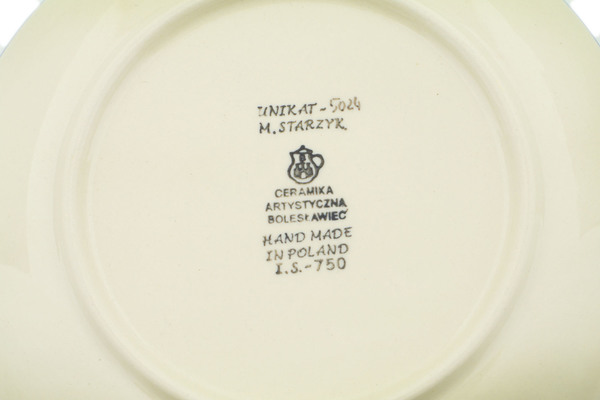 UNIKAT-5024
M. STARZYK.
CERAMIKA
ARTYSTYCZNA
BOLESŁAWIEC
HAND MADE
IN POLAND
I.S.-750